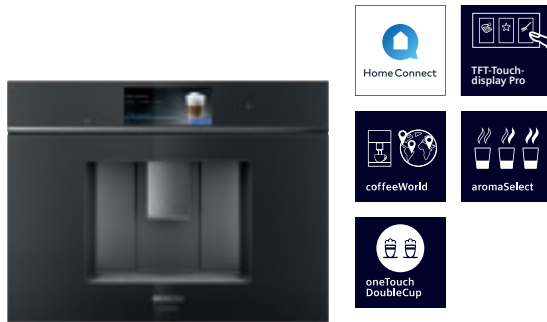 Home Connect
TFT-Touch-
display Pro
coffeeWorld
aromaSelect
oneTouch
DoubleCup